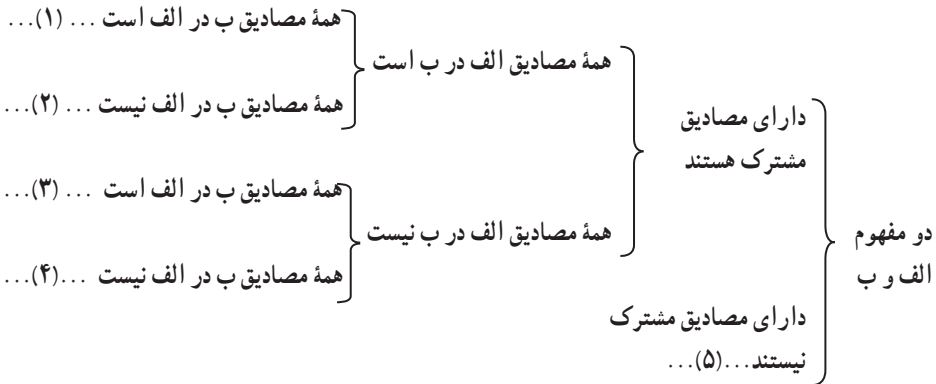 دو مفهوم
الف و ب
دارای مصادیق
مشترک هستند
همهٔ مصادیق الف در ب است
همهٔ مصادیق ب در الف است ... (۱)...
همهٔ مصادیق ب در الف نیست ... (۲)...
همهٔ مصادیق الف در ب نیست
همهٔ مصادیق ب در الف است ... (۳)...
همهٔ مصادیق ب در الف نیست ...(۴)...
دارای مصادیق مشترک
نیستند...(۵)...